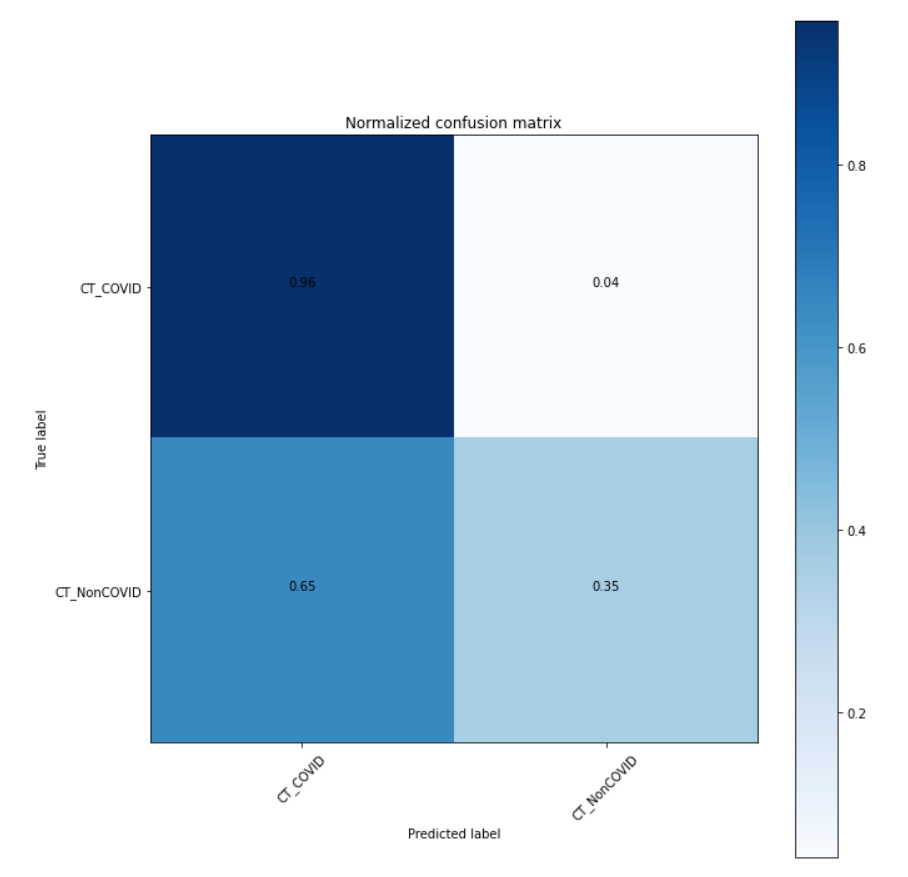 Normalized confusion matrix
CT_COVID
0.96
0.04
True label
CT_NonCOVID
0.65
0.35
CT_COVID
CT_NonCOVID
Predicted label
0.8
0.6
0.4
0.2